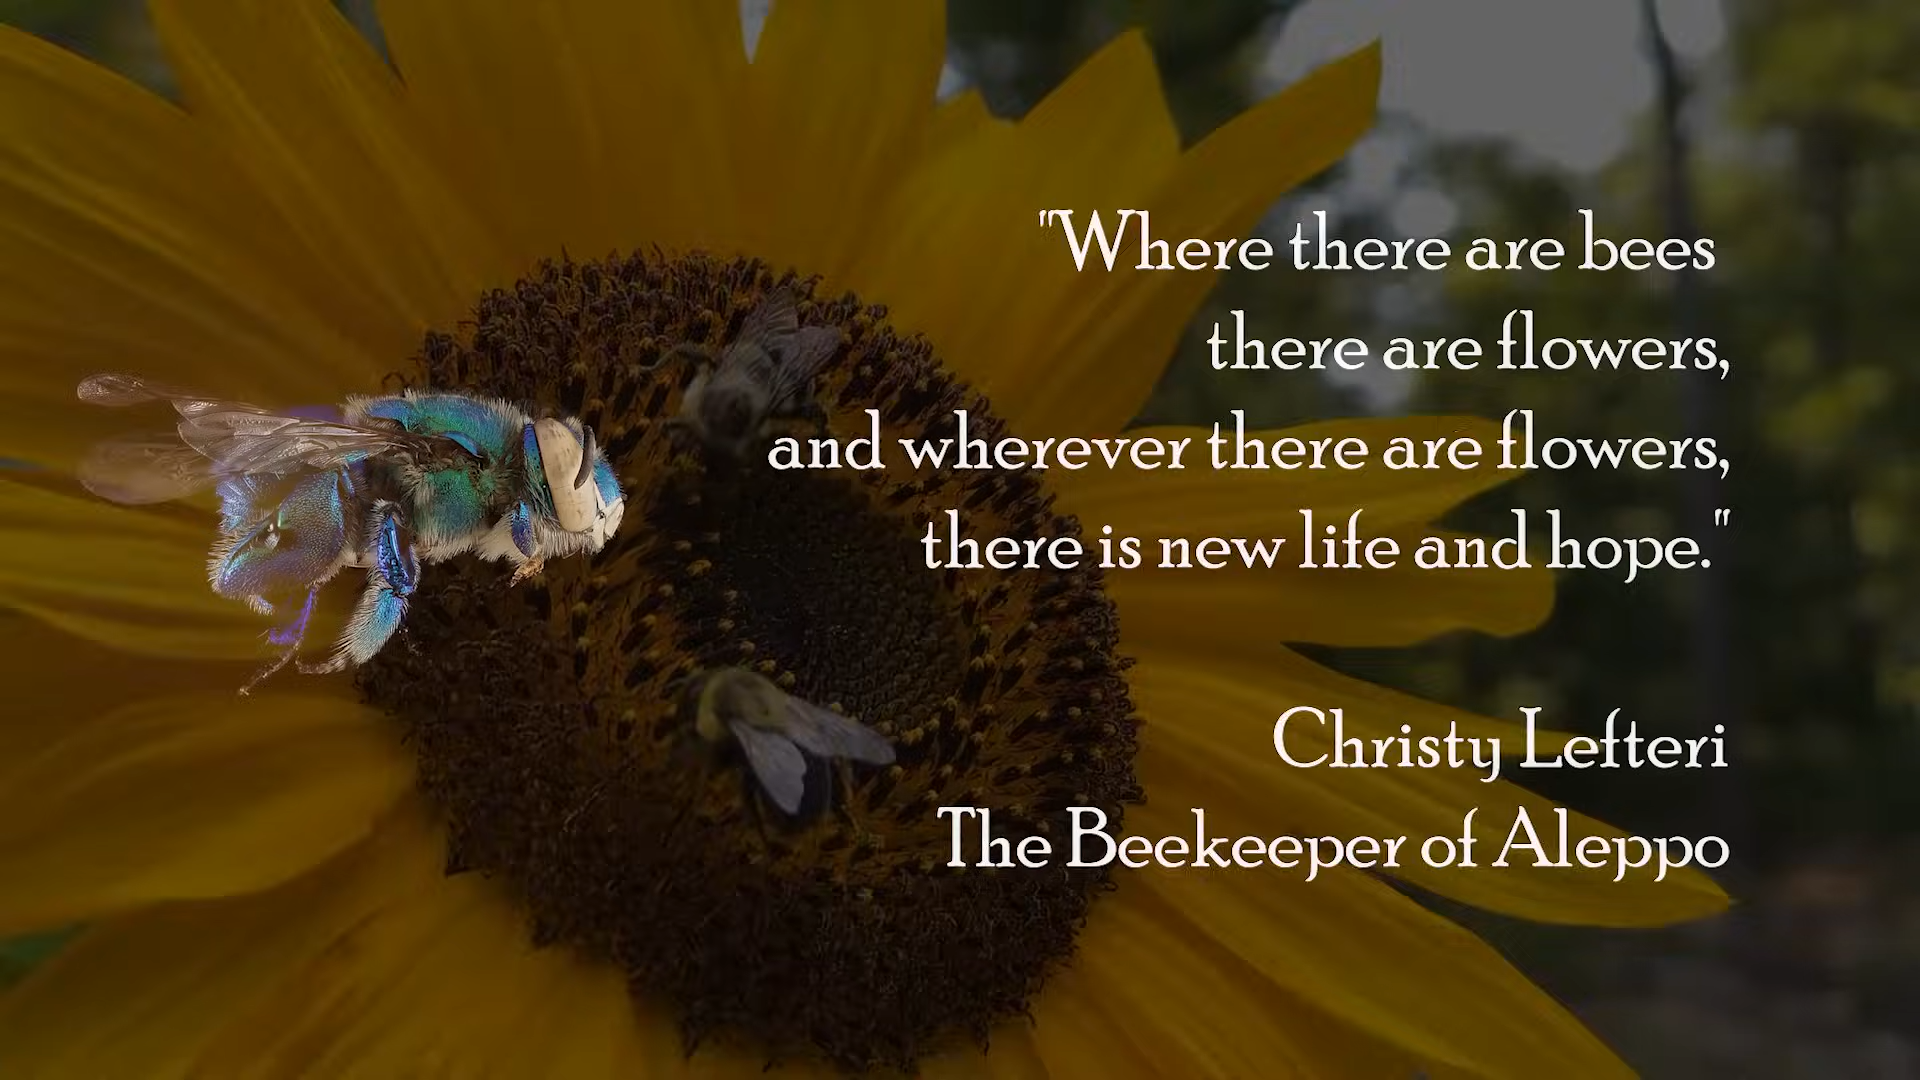 "Where there are bees
there are flowers,
and wherever there are flowers,
there is new life and hope."
Christy Lefteri
The Beekeeper of Aleppo